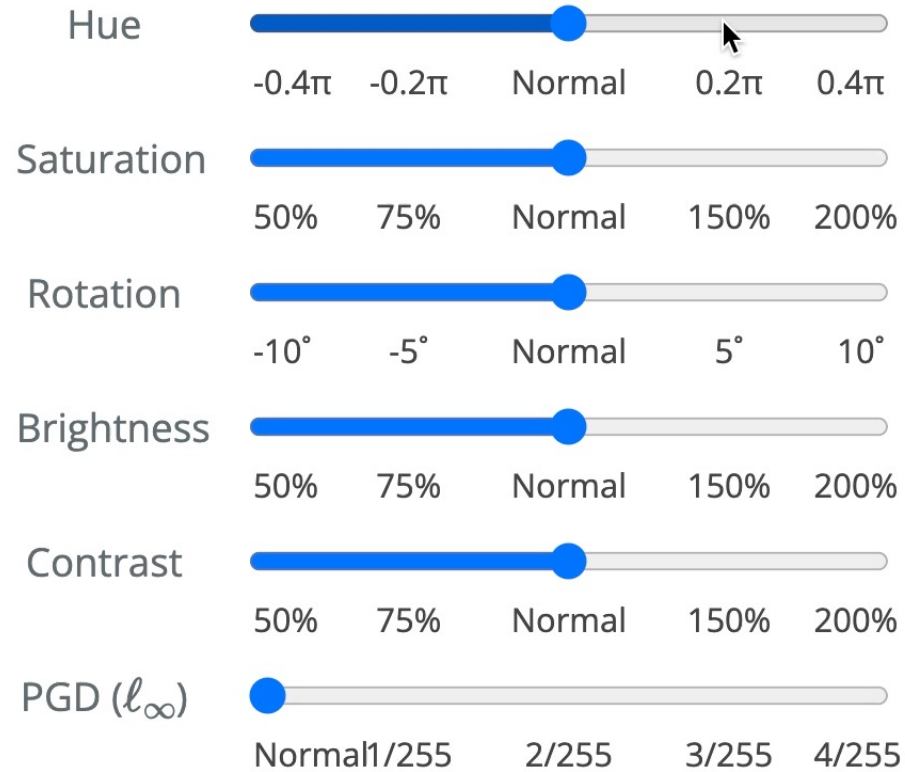 Hue
-0.4π -0.2π Normal 0.2π 0.4π
Saturation
50% 75% Normal 150% 200%
Rotation
-10° -5° Normal 5° 10°
Brightness
50% 75% Normal 150% 200%
Contrast
50% 75% Normal 150% 200%
PGD (ℓ∞)
Normal1/255 2/255 3/255 4/255